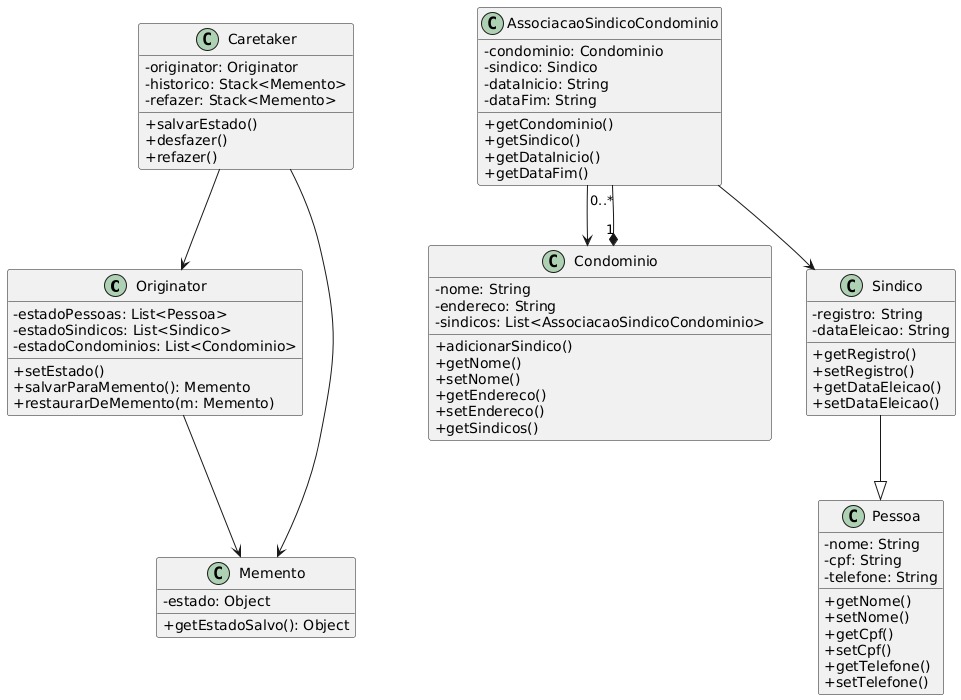 C Caretaker
-originator: Originator
-historico: Stack<Memento>
-refazer: Stack<Memento>
+salvarEstado()
+desfazer()
+refazer()
C AssociacaoSindicoCondominio
-condominio: Condominio
-sindico: Sindico
-dataInicio: String
-dataFim: String
+getCondominio()
+getSindico()
+getDataInicio()
+getDataFim()
0..*
1
C Originator
-estadoPessoas: List<Pessoa>
-estadoSindicos: List<Sindico>
-estadoCondominios: List<Condominio>
+setEstado()
+salvarParaMemento(): Memento
+restaurarDeMemento(m: Memento)
C Condominio
-nome: String
-endereco: String
-sindicos: List<AssociacaoSindicoCondominio>
+adicionarSindico()
+getNome()
+setNome()
+getEndereco()
+setEndereco()
+getSindicos()
C Sindico
-registro: String
-dataEleicao: String
+getRegistro()
+setRegistro()
+getDataEleicao()
+setDataEleicao()
C Memento
-estado: Object
+getEstadoSalvo(): Object
C Pessoa
-nome: String
-cpf: String
-telefone: String
+getNome()
+setNome()
+getCpf()
+setCpf()
+getTelefone()
+setTelefone()